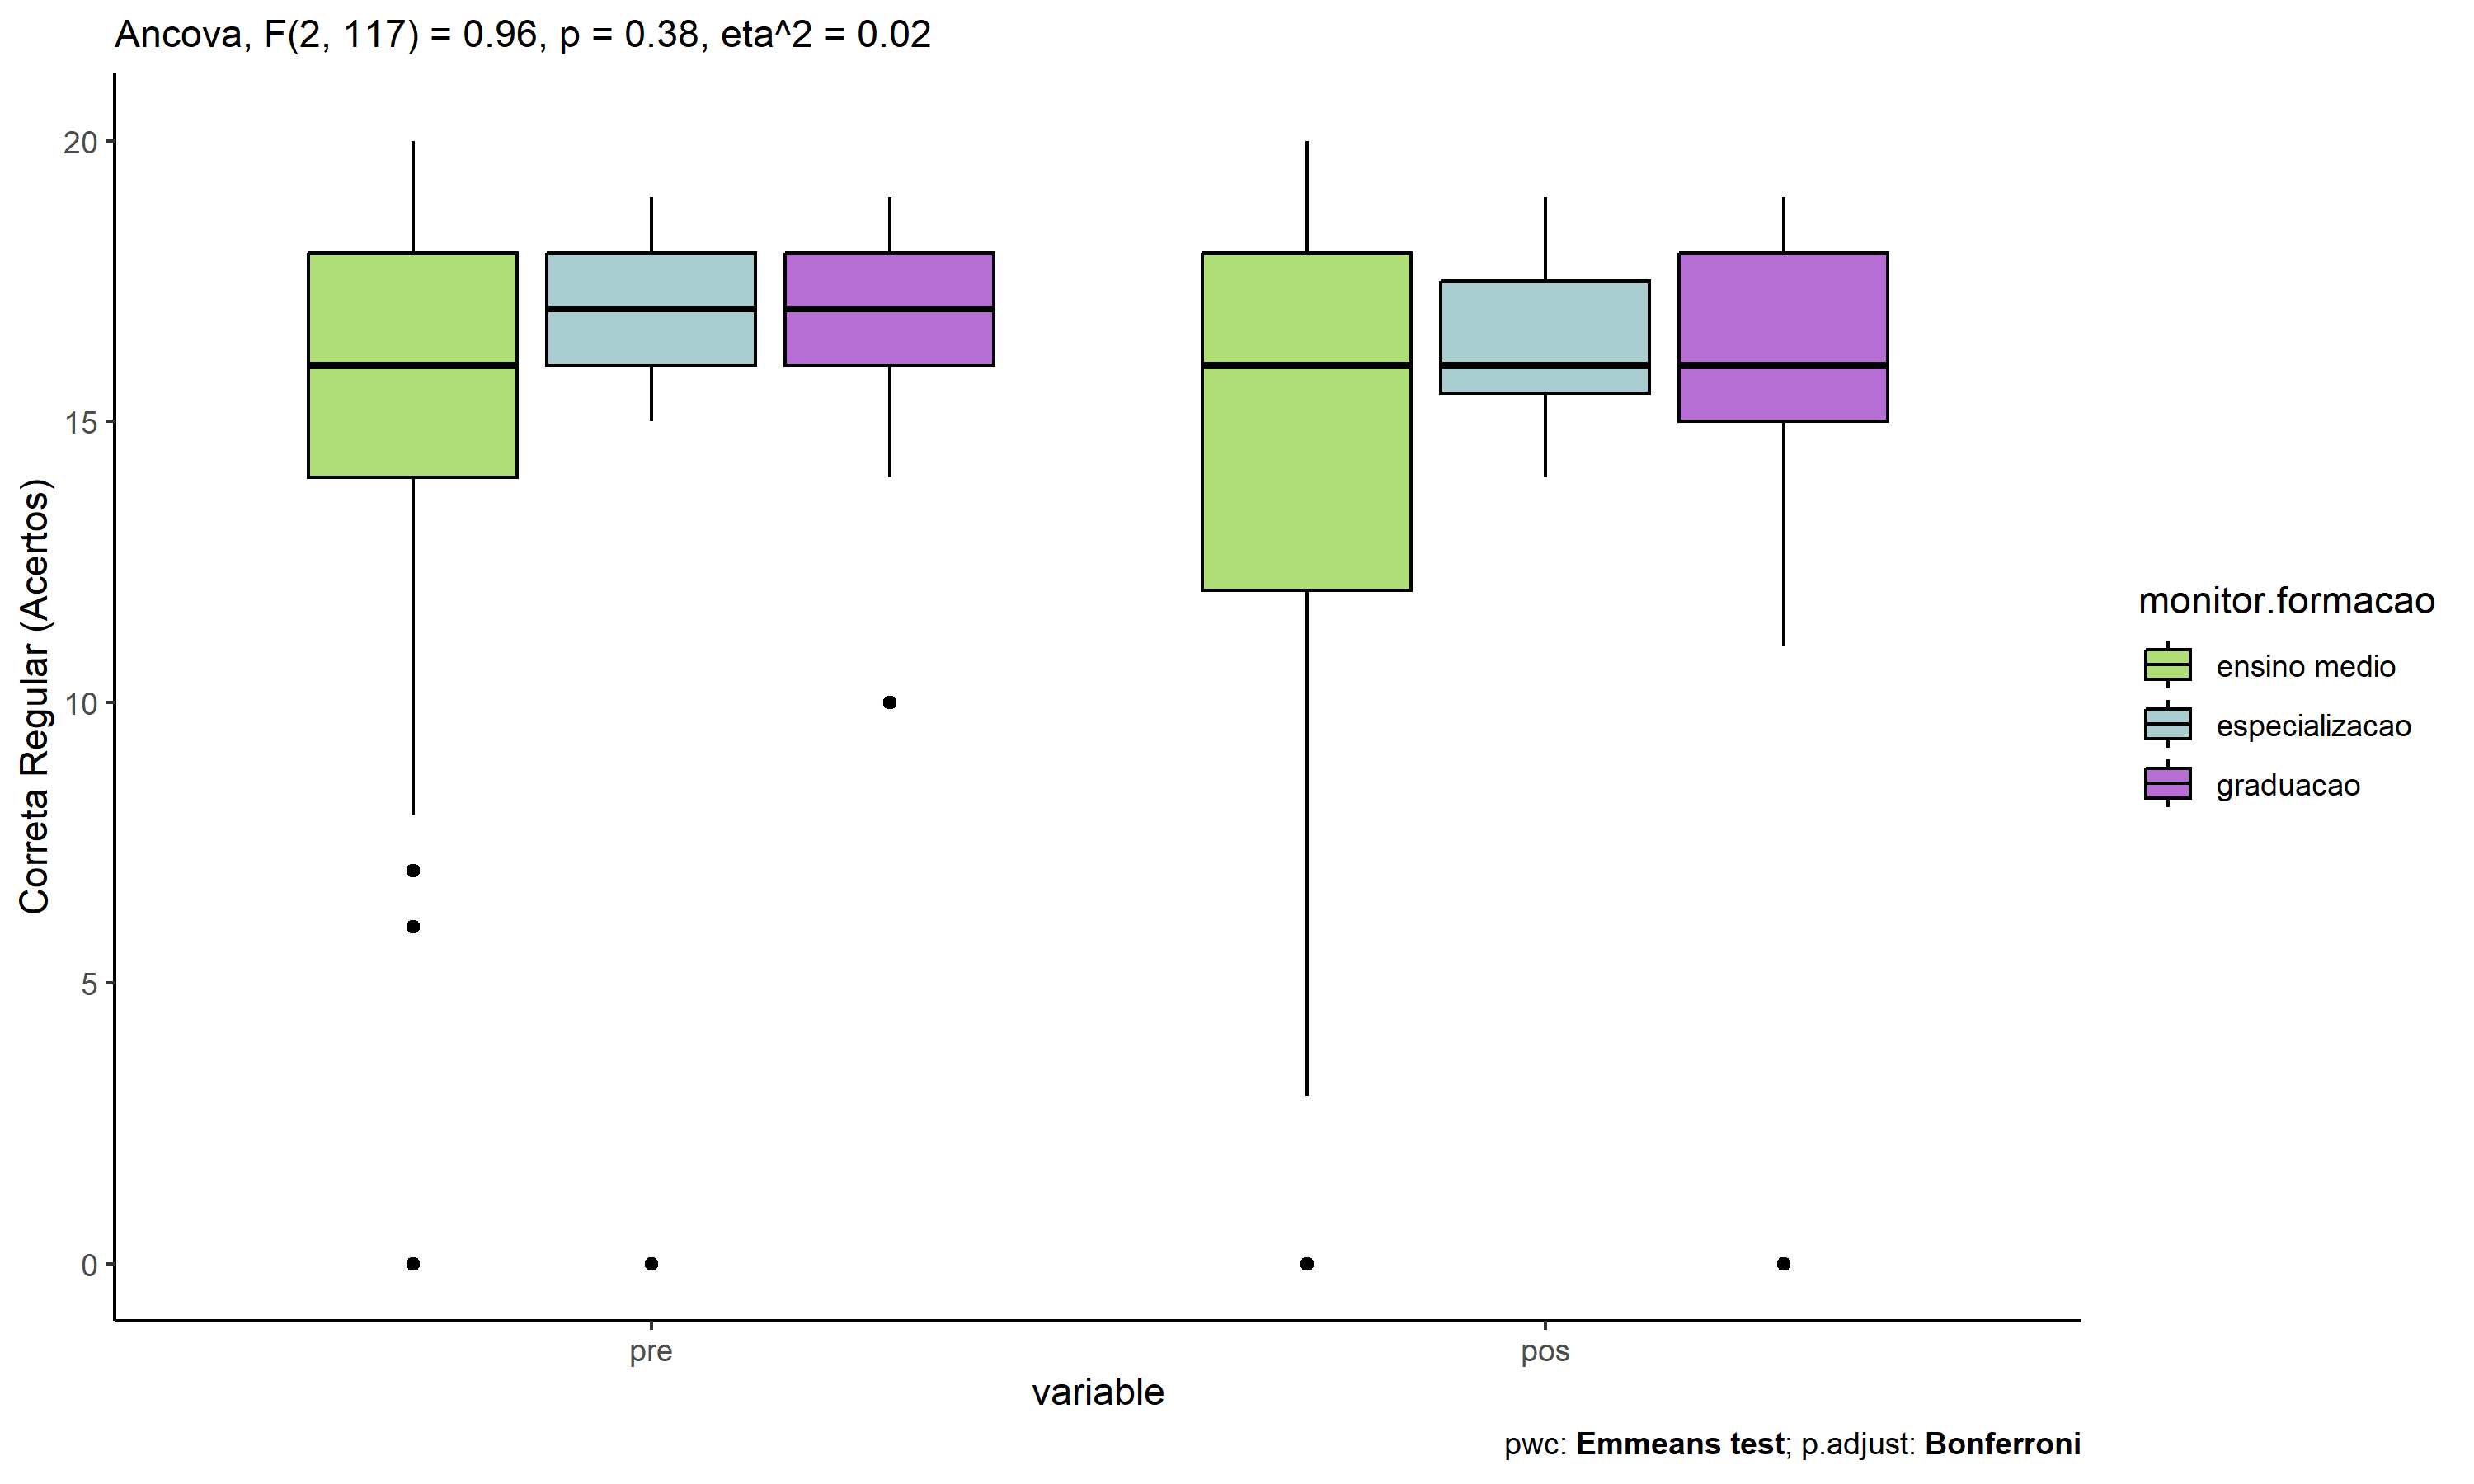 Ancova, F(2, 117) = 0.96, p = 0.38, eta^2 = 0.02
Correta Regular (Acertos)
20
15
10
5
0
pre
pos
variable
monitor.formacao
ensino medio
especializacao
graduacao
pwc: Emmeans test; p.adjust: Bonferroni